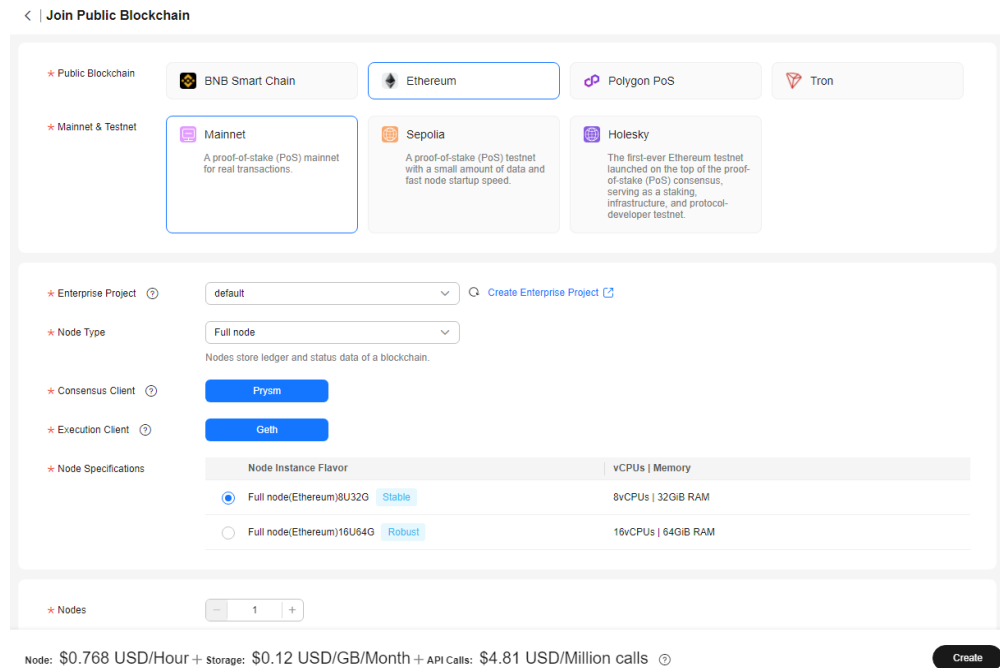 Join Public Blockchain
* Public Blockchain
BNB Smart Chain
Ethereum
Polygon PoS
Tron
* Mainnet & Testnet
Mainnet
A proof-of-stake (PoS) mainnet
for real transactions.
Sepolia
A proof-of-stake (PoS) testnet
with a small amount of data and
fast node startup speed.
Holesky
The first-ever Ethereum testnet
launched on the top of the proof-
of-stake (PoS) consensus,
serving as a staking,
infrastructure, and protocol-
developer testnet.
* Enterprise Project ?
default
Create Enterprise Project
* Node Type
Full node
Nodes store ledger and status data of a blockchain.
* Consensus Client ?
Prysm
* Execution Client ?
Geth
* Node Specifications
Node Instance Flavor
vCPUs | Memory
Full node(Ethereum)8U32G Stable
8vCPUs | 32GiB RAM
Full node(Ethereum)16U64G Robust
16vCPUs | 64GiB RAM
* Nodes
− 1 +
Node: $0.768 USD/Hour + Storage: $0.12 USD/GB/Month + API Calls: $4.81 USD/Million calls ?
Create